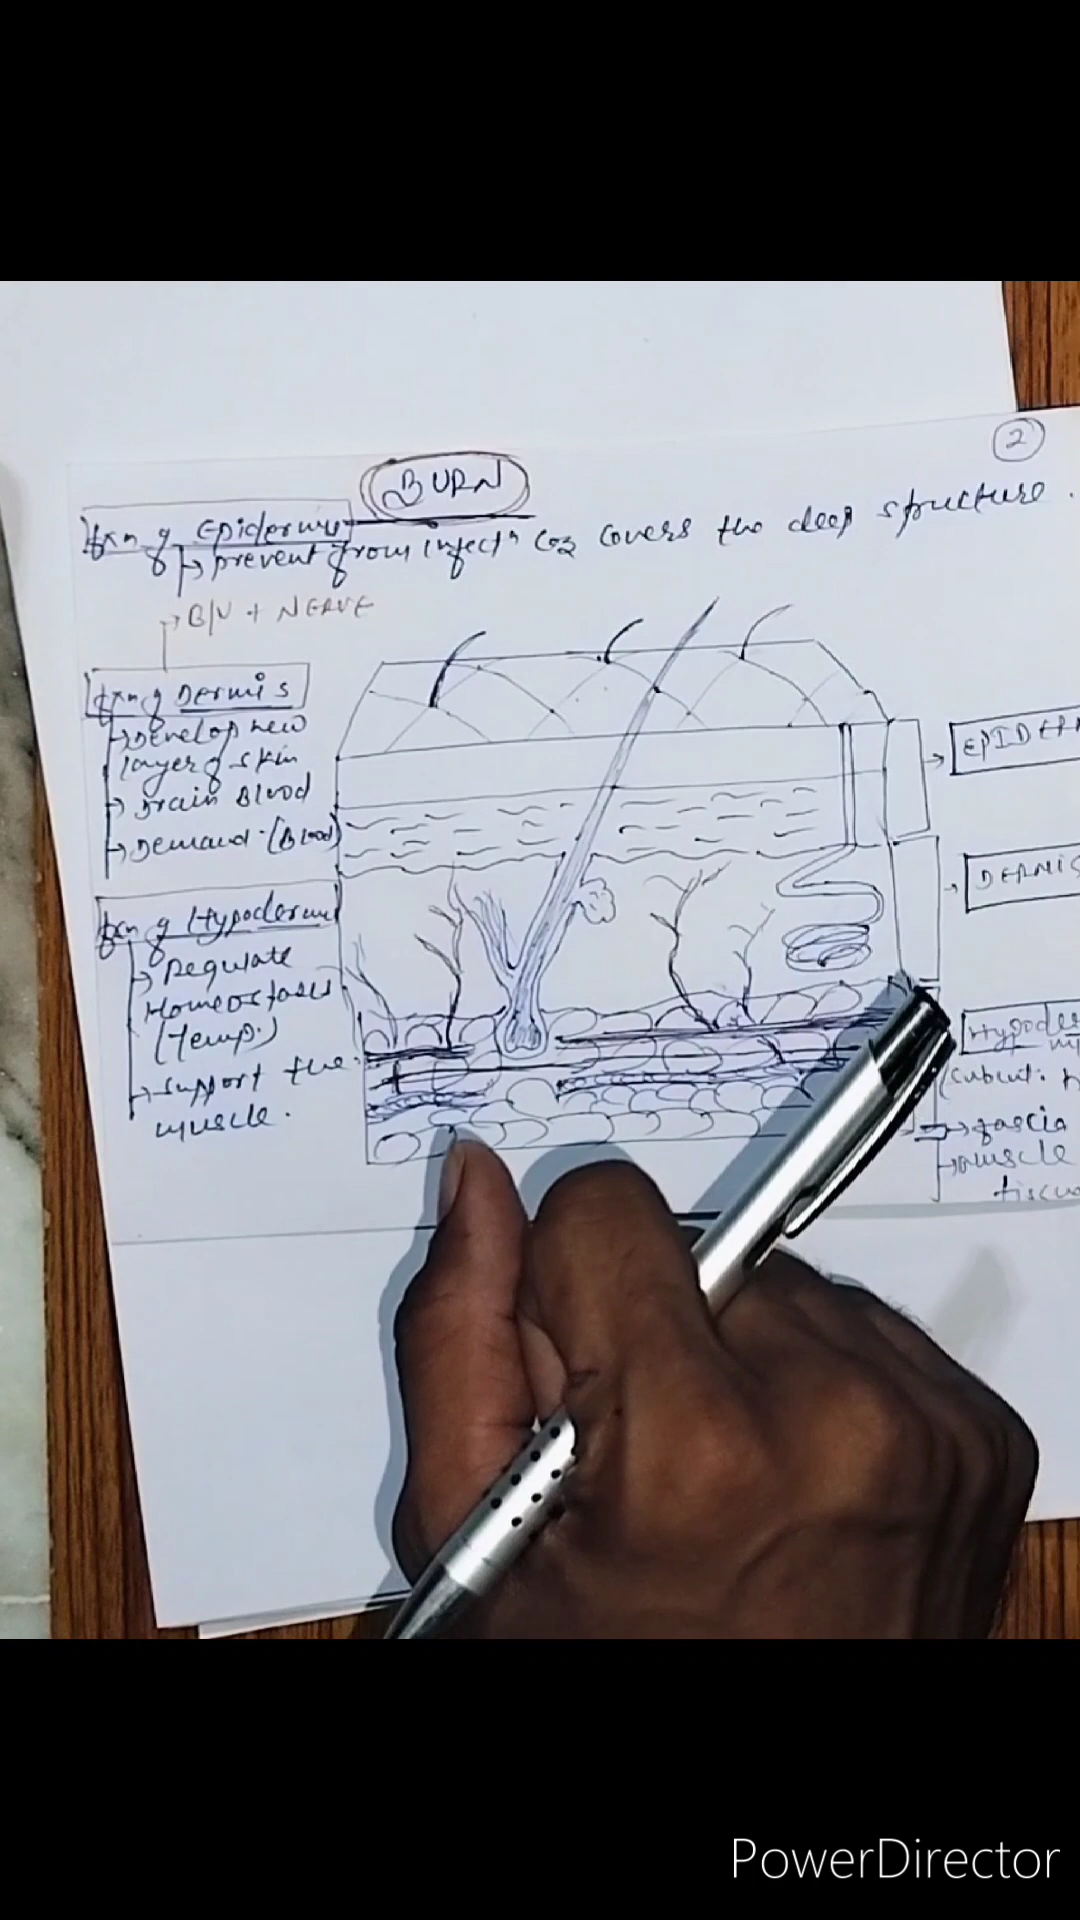 2
BURN
fxn of Epidermis
→ prevent from infectn coz covers the deep structure.
→ B/V + NERVE
fxn of DERMIS
→ Develop new
layer of skin
→ Drain Blood
→ Demand (Blood)
fxn of Hypodermis
→ Regulate
Homeostasis
(Temp.)
→ support the
muscle.
EPIDERM
DERMIS
Hypoder
(subcut.
→ fascia
→ muscle
tissue
PowerDirector